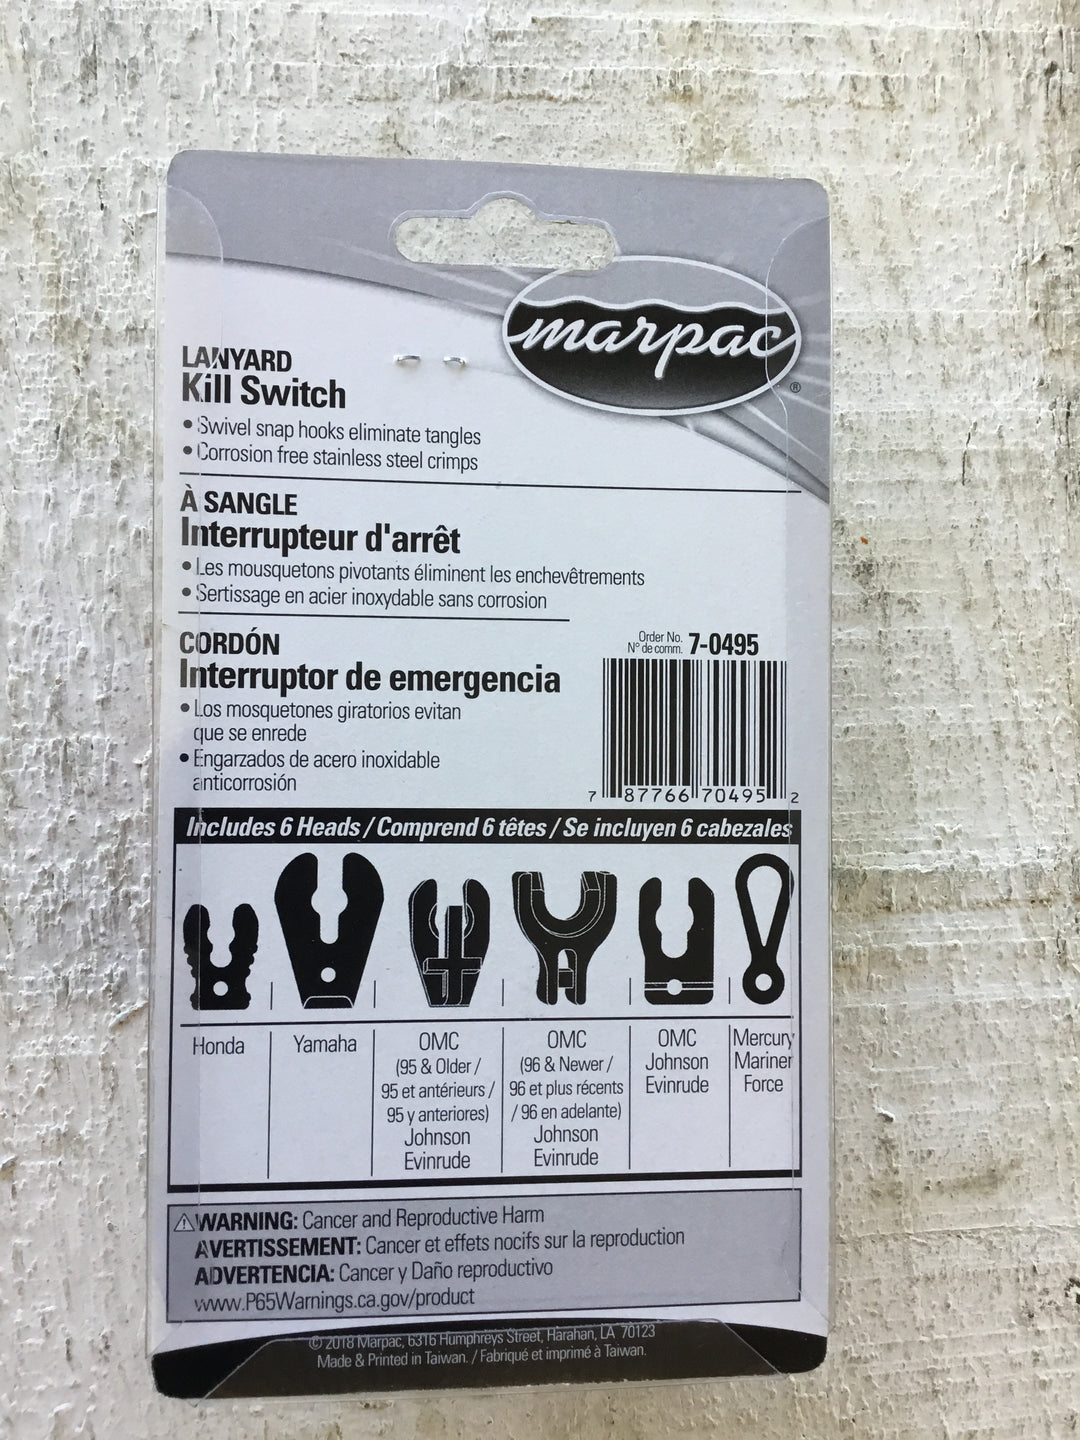 marpac
®
LANYARD
Kill Switch
• Swivel snap hooks eliminate tangles
• Corrosion free stainless steel crimps
À SANGLE
Interrupteur d'arrêt
• Les mousquetons pivotants éliminent les enchevêtrements
• Sertissage en acier inoxydable sans corrosion
CORDÓN
Interruptor de emergencia
• Los mosquetones giratorios evitan
que se enrede
• Engarzados de acero inoxidable
anticorrosión
Order No.
N° de comm. 7-0495
7 87766 70495 2
Includes 6 Heads / Comprend 6 têtes / Se incluyen 6 cabezales
Honda
Yamaha
OMC
(95 & Older /
95 et antérieurs /
95 y anteriores)
Johnson
Evinrude
OMC
(96 & Newer /
96 et plus récents
/ 96 en adelante)
Johnson
Evinrude
OMC
Johnson
Evinrude
Mercury
Mariner
Force
WARNING: Cancer and Reproductive Harm
AVERTISSEMENT: Cancer et effets nocifs sur la reproduction
ADVERTENCIA: Cancer y Daño reproductivo
www.P65Warnings.ca.gov/product
© 2018 Marpac, 6316 Humphreys Street, Harahan, LA 70123
Made & Printed in Taiwan. / Fabriqué et imprimé à Taiwan.